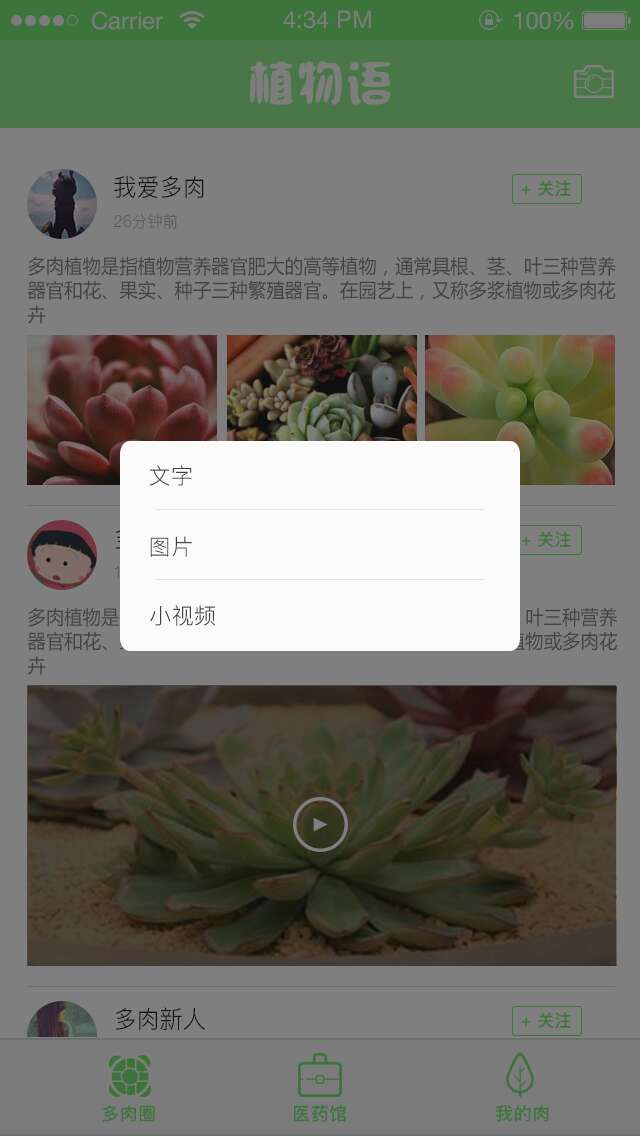 Carrier 4:34 PM 100%
植物语
我爱多肉
+ 关注
26分钟前
多肉植物是指植物营养器官肥大的高等植物，通常具根、茎、叶三种营养
器官和花、果实、种子三种繁殖器官。在园艺上，又称多浆植物或多肉花
卉
文字
图片
小视频
+ 关注
多肉植物是 叶三种营养
器官和花、 植物或多肉花
卉
多肉新人
+ 关注
多肉圈 医药馆 我的肉